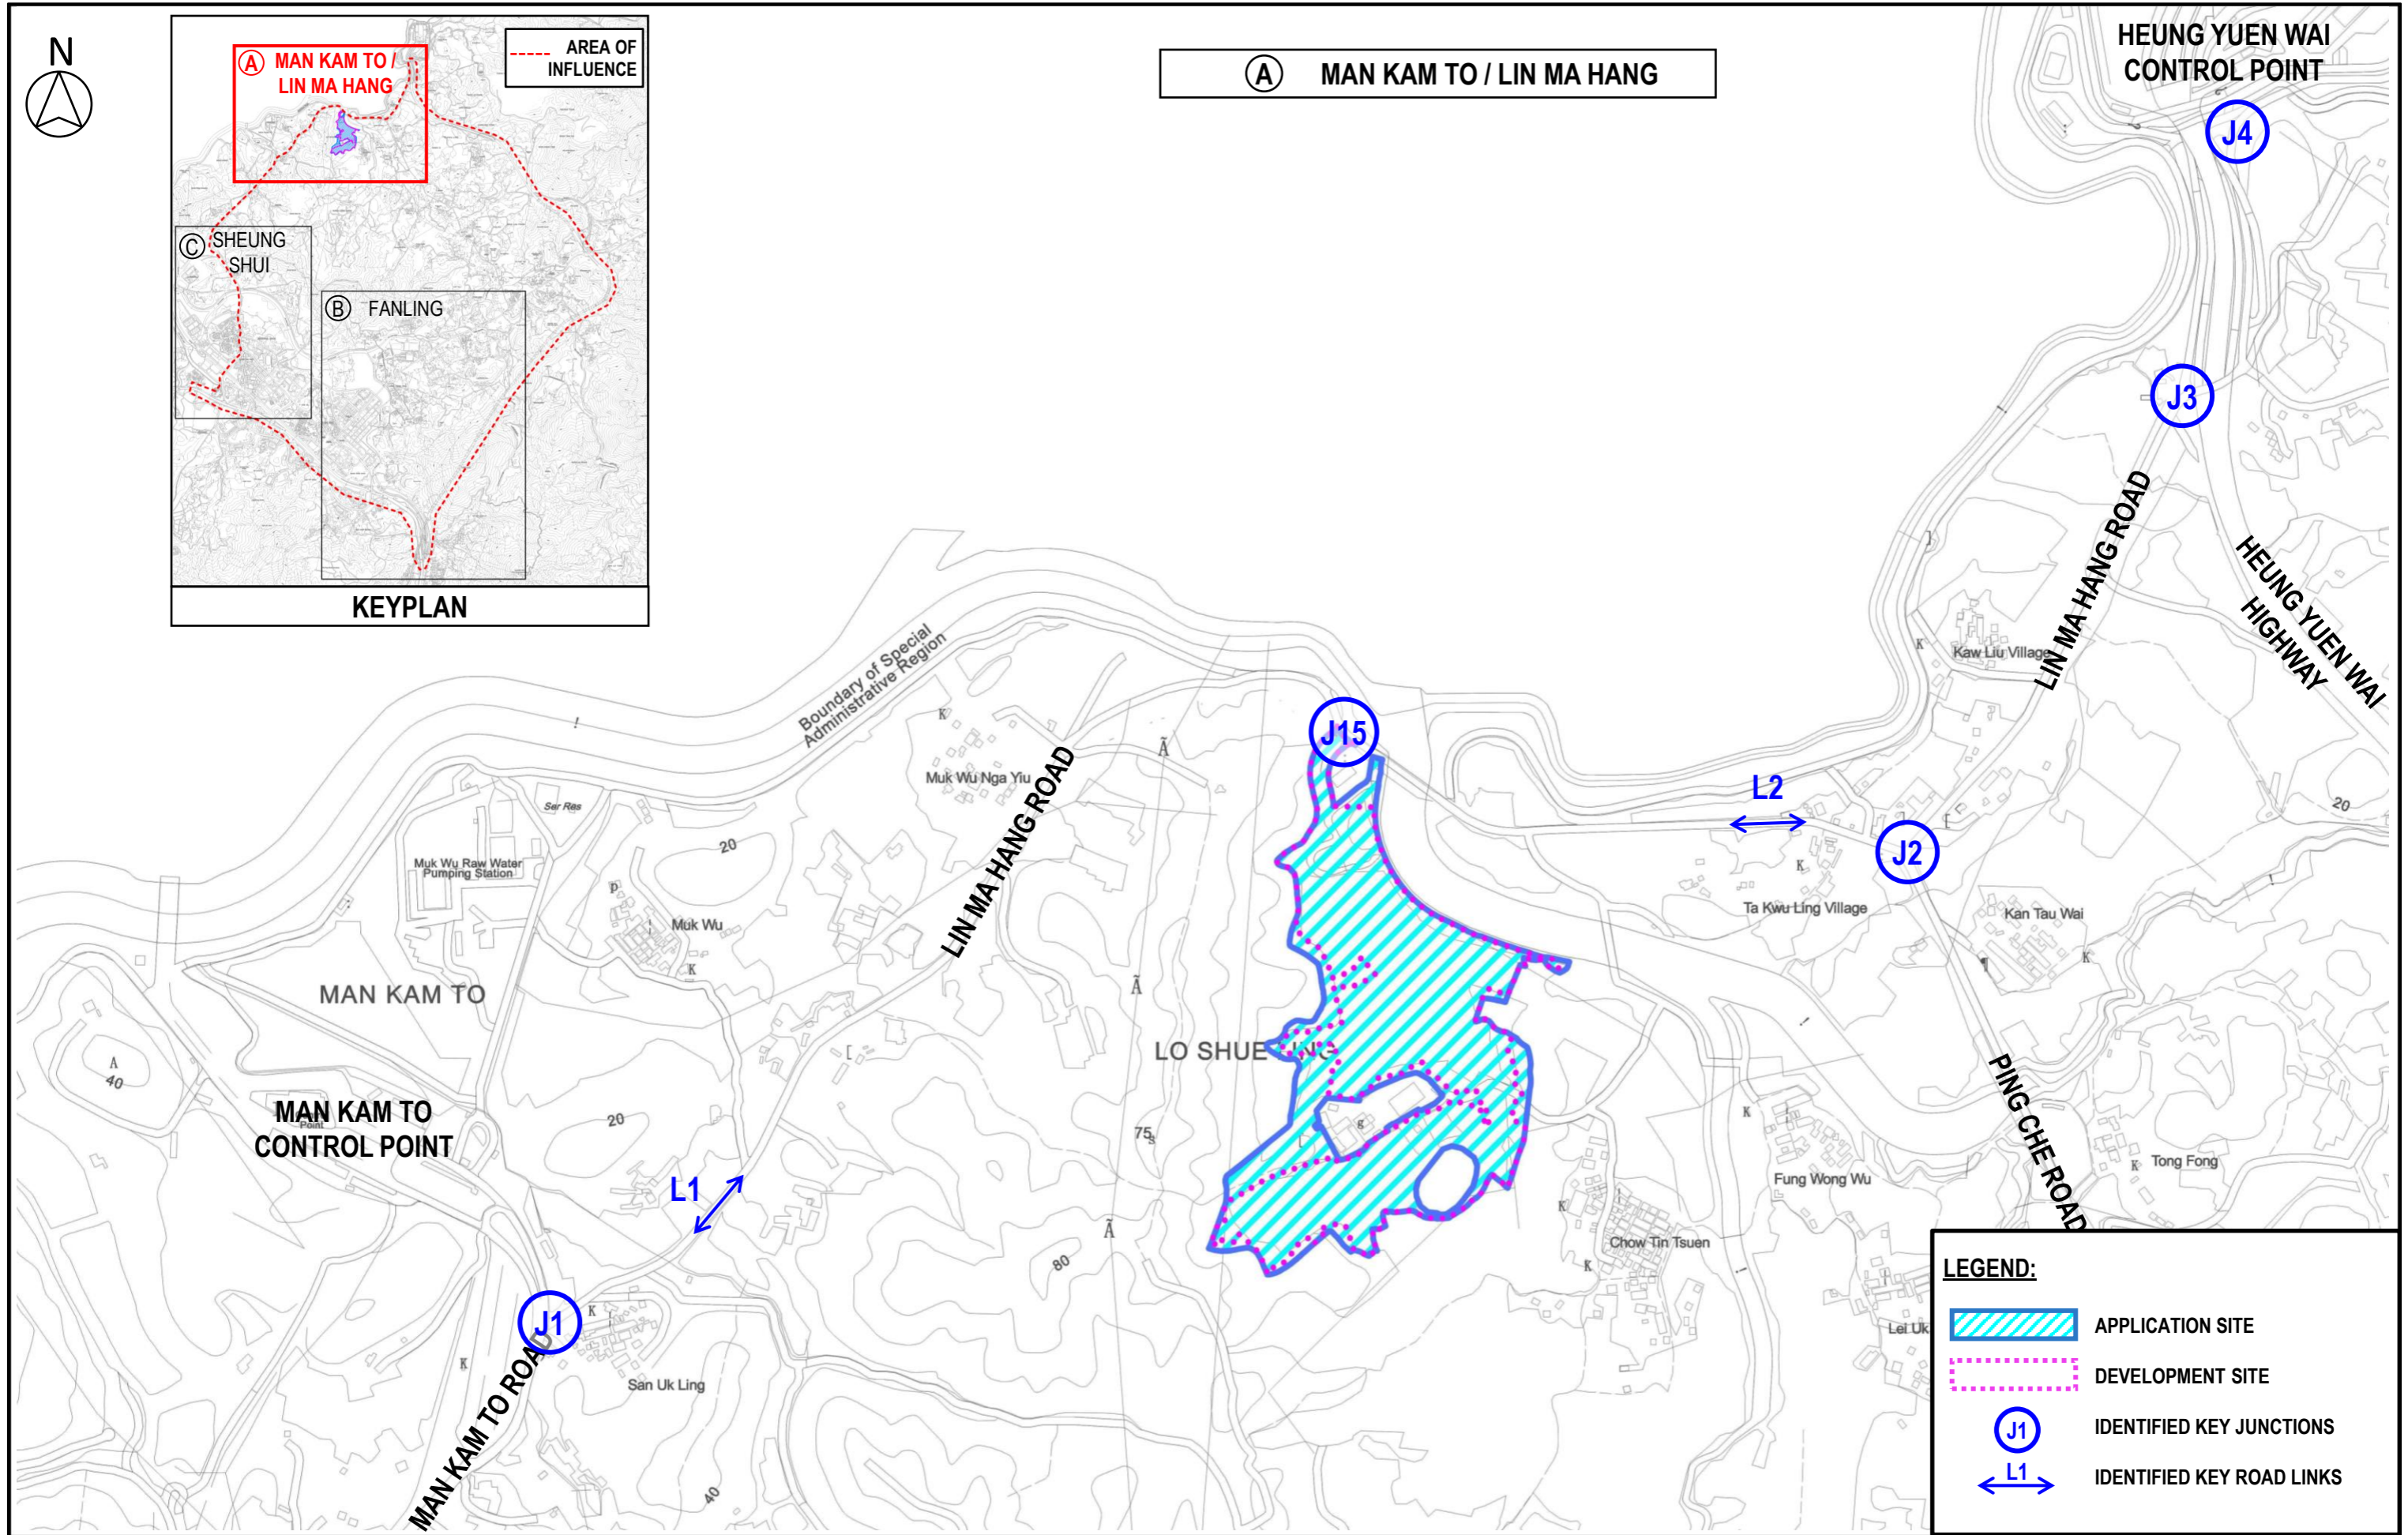 N
Ⓐ MAN KAM TO /
LIN MA HANG
AREA OF
INFLUENCE
Ⓒ SHEUNG
SHUI
Ⓑ FANLING
KEYPLAN
Ⓐ MAN KAM TO / LIN MA HANG
HEUNG YUEN WAI
CONTROL POINT
J4
J3
LIN MA HANG ROAD
HEUNG YUEN WAI
HIGHWAY
Kaw Liu Village
Boundary of Special
Administrative Region
K
K
Muk Wu Nga Yiu
J15
Ã
L2
20
Ser Res
LIN MA HANG ROAD
20
J2
Muk Wu Raw Water
Pumping Station
K
P
Ta Kwu Ling Village
Kan Tau Wai
Muk Wu
K
K
Ã
MAN KAM TO
LO SHUE LING
A
40
MAN KAM TO
CONTROL POINT
Point
20
75
s
g
K
PING CHE ROAD
Tong Fong
K
Fung Wong Wu
L1
K
Ã
Chow Tin Tsuen
80
K
J1
K
San Uk Ling
K
MAN KAM TO ROAD
40
Lei Uk
LEGEND:
APPLICATION SITE
DEVELOPMENT SITE
J1 IDENTIFIED KEY JUNCTIONS
L1 IDENTIFIED KEY ROAD LINKS